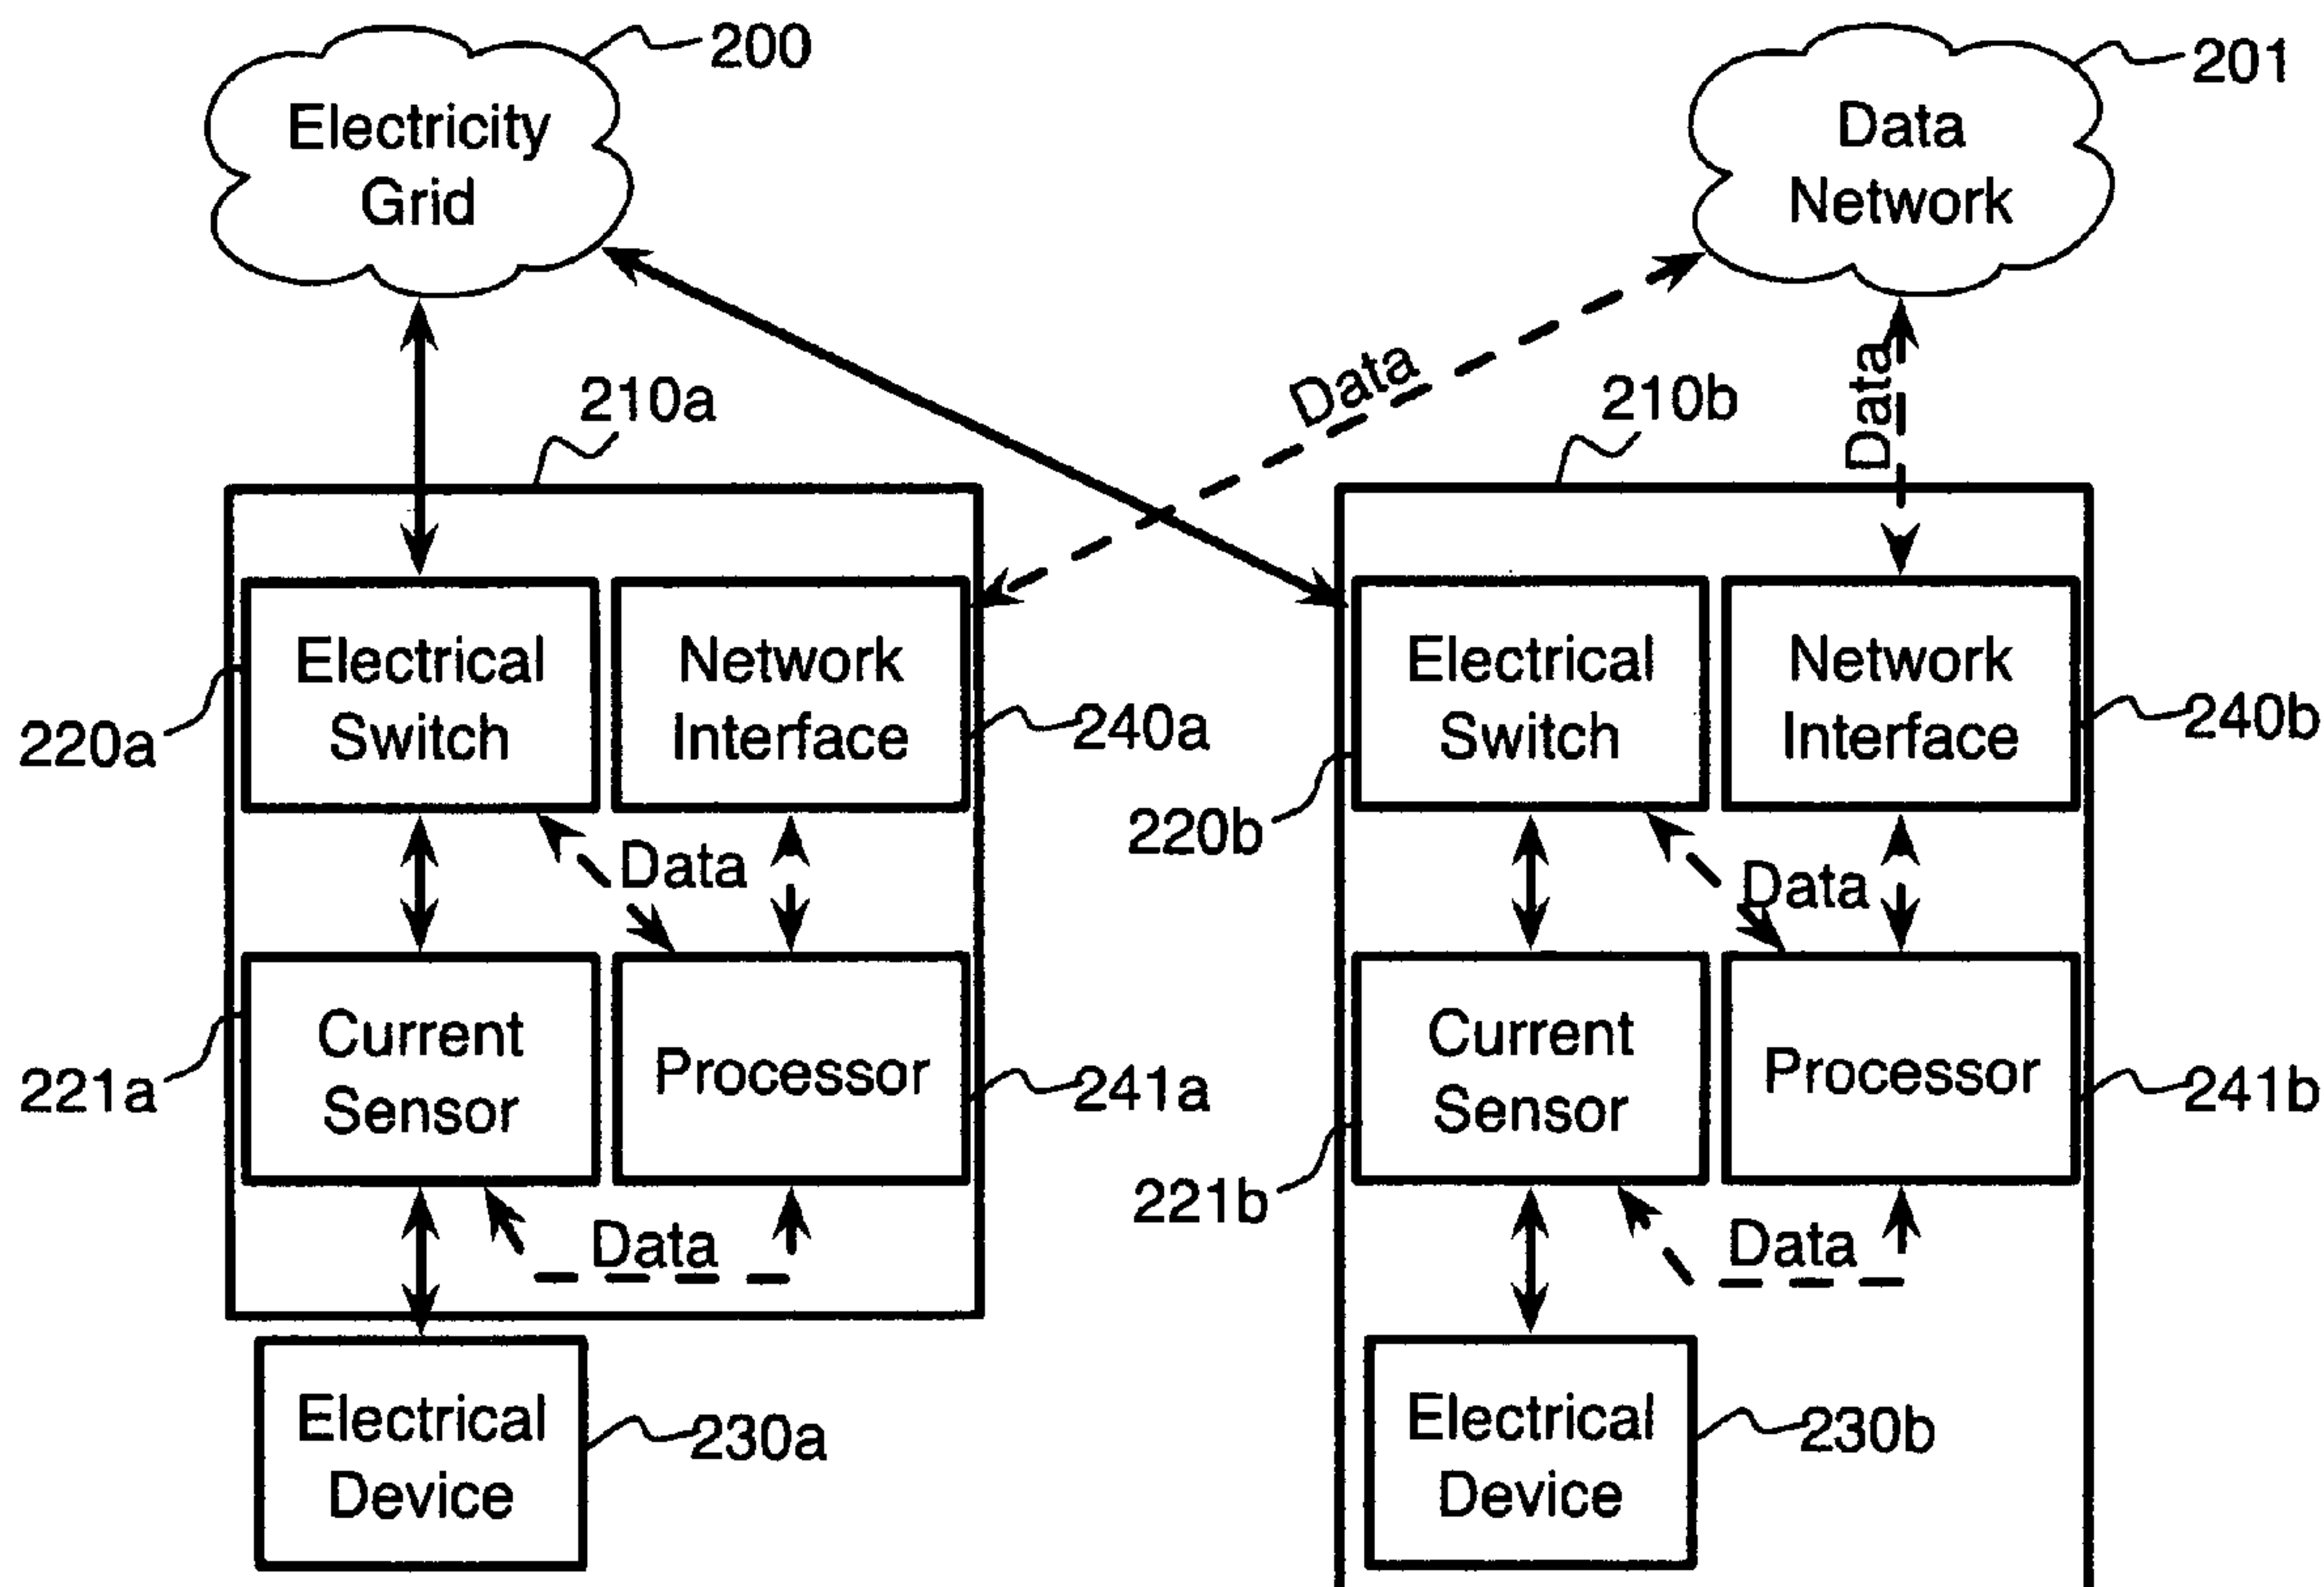 200
Electricity
Grid
201
Data
Network
Data
Data
210a
210b
Electrical
Switch
Network
Interface
220a
240a
Electrical
Switch
Network
Interface
220b
240b
Data
Data
Current
Sensor
Processor
221a
241a
Current
Sensor
Processor
221b
241b
Data
Data
Electrical
Device
230a
Electrical
Device
230b